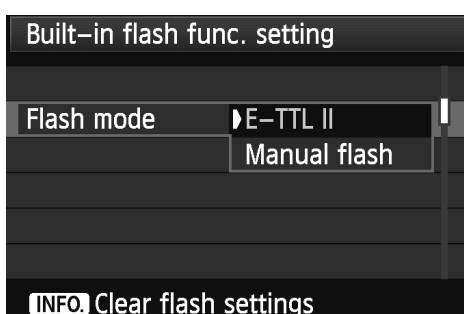 Built-in flash func. setting
Flash mode E-TTL II
Manual flash
INFO. Clear flash settings